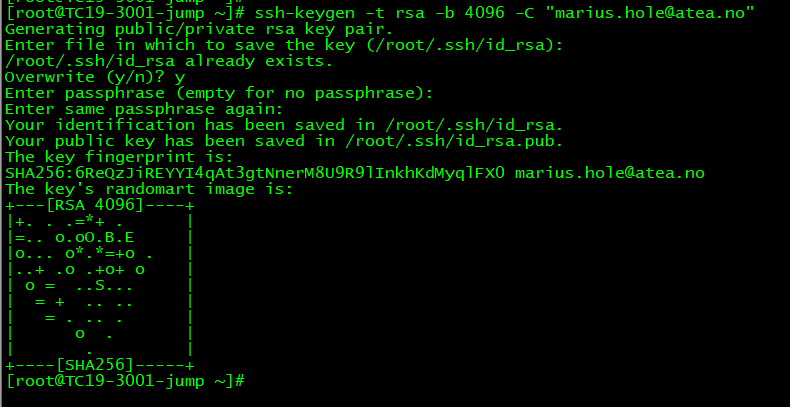 [root@TC19-3001-jump ~]# ssh-keygen -t rsa -b 4096 -C "marius.hole@atea.no"
Generating public/private rsa key pair.
Enter file in which to save the key (/root/.ssh/id_rsa):
/root/.ssh/id_rsa already exists.
Overwrite (y/n)? y
Enter passphrase (empty for no passphrase):
Enter same passphrase again:
Your identification has been saved in /root/.ssh/id_rsa.
Your public key has been saved in /root/.ssh/id_rsa.pub.
The key fingerprint is:
SHA256:6ReQzJiREYYI4qAt3gtNnerM8U9R9lInkhKdMyqlFX0 marius.hole@atea.no
The key's randomart image is:
+---[RSA 4096]----+
|+. . .=*+ .      |
|=.. o.oO.B.E     |
|o... o*.*=+o .   |
|..+ .o .+o+ o    |
| o =  ..S...     |
|  = +  .. ..     |
|   = . .. .      |
|      o  .       |
|       .         |
+----[SHA256]-----+
[root@TC19-3001-jump ~]#